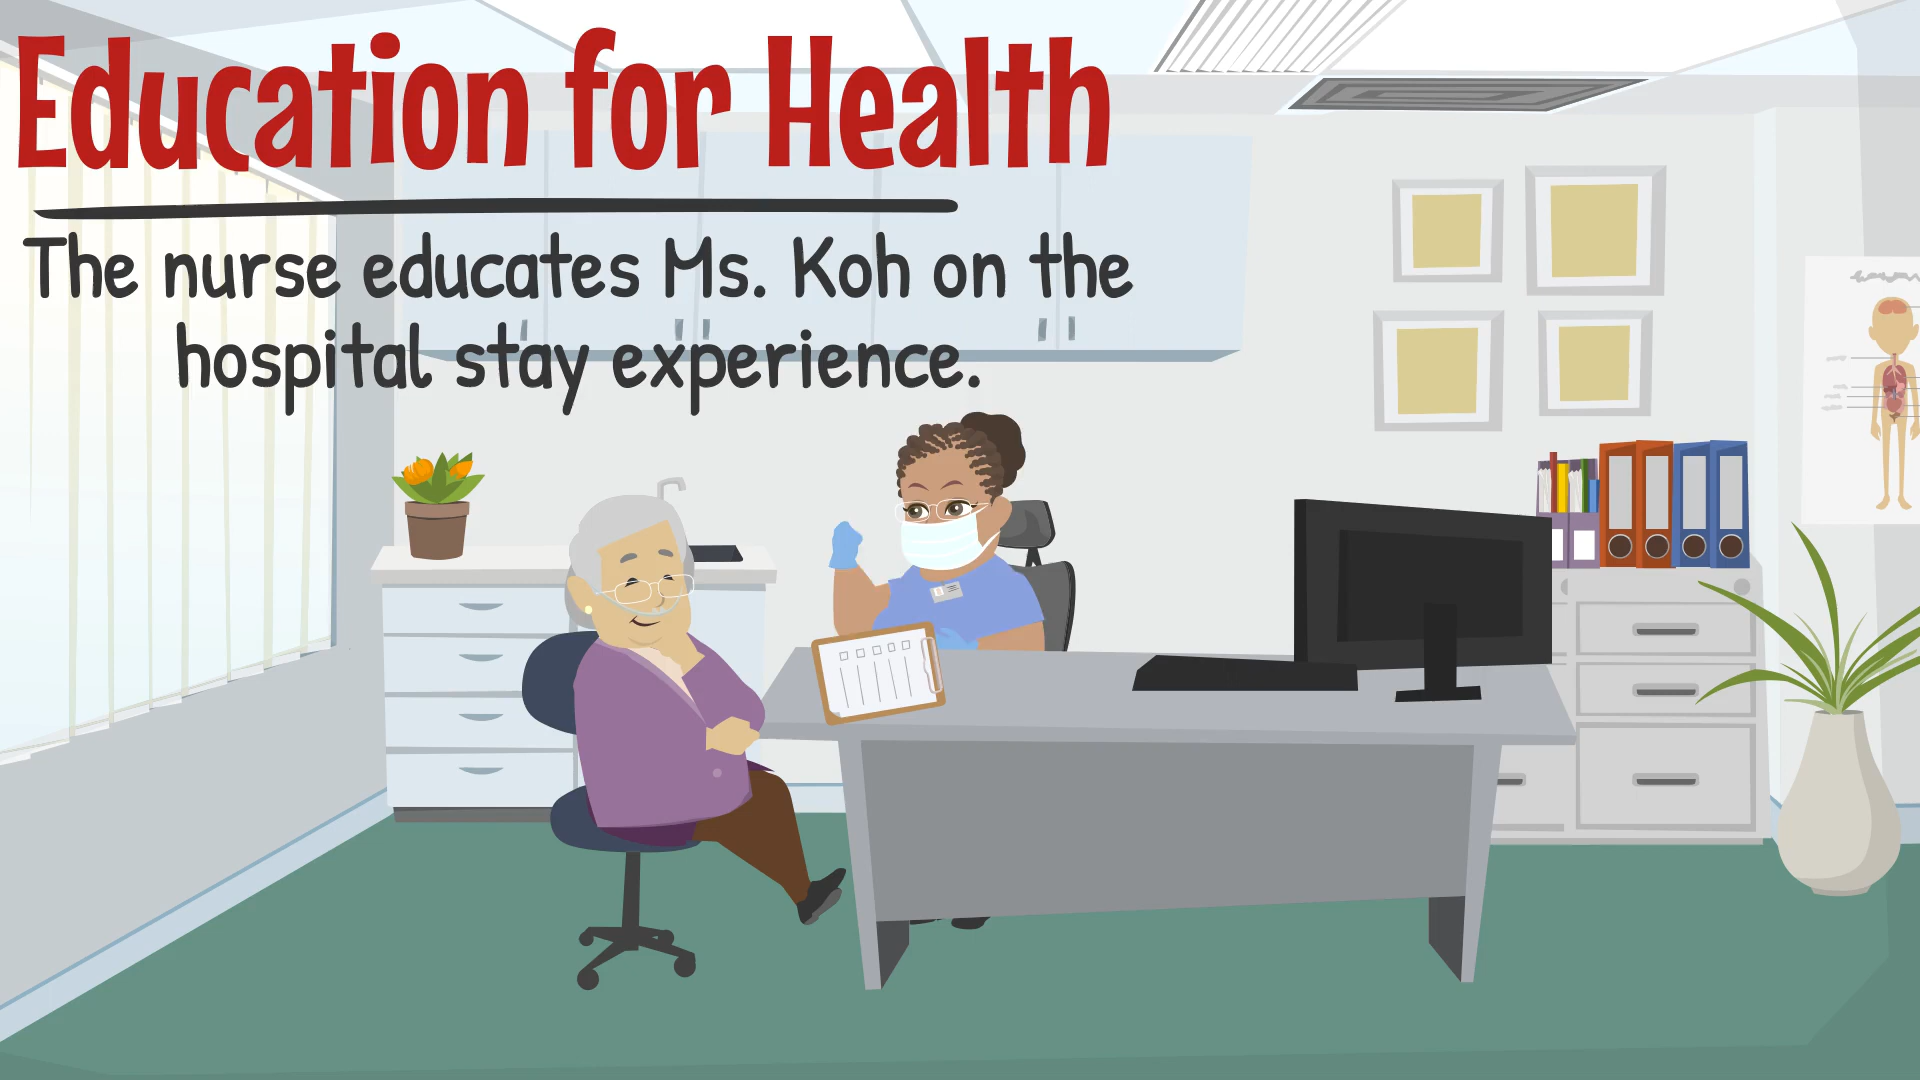 Education for Health
The nurse educates Ms. Koh on the
hospital stay experience.